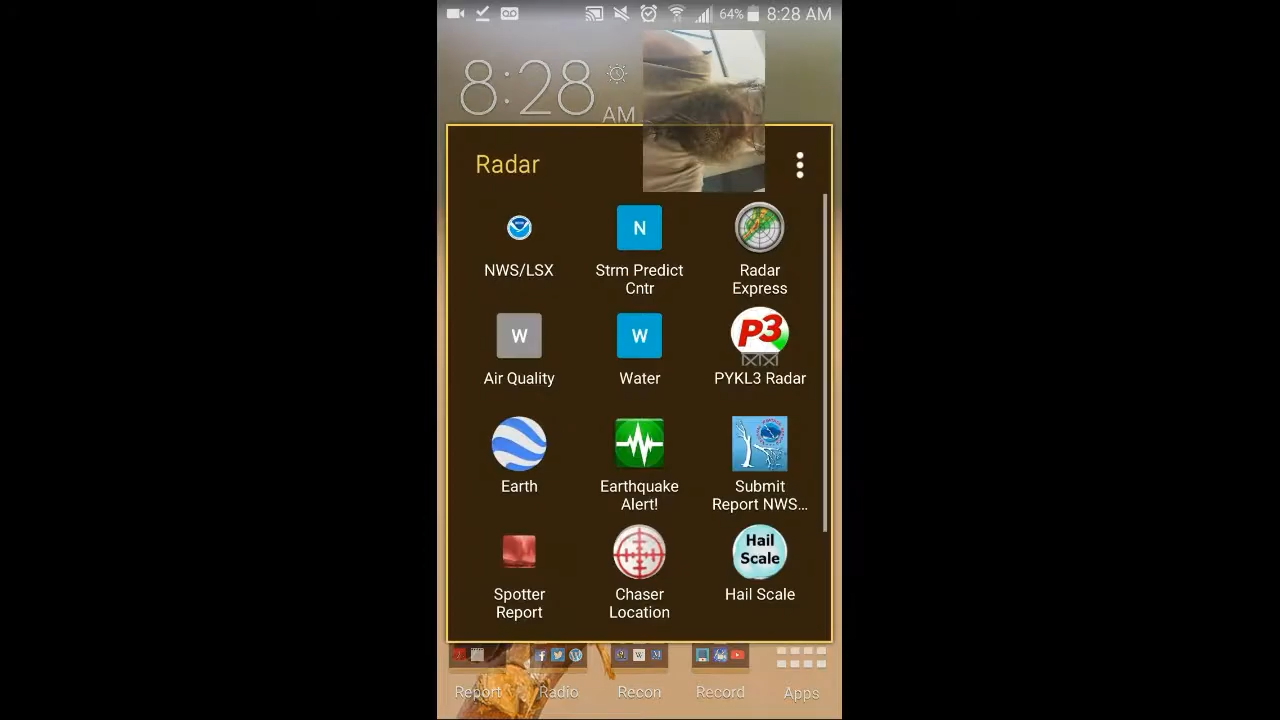 64% 8:28 AM
8:28 AM
Radar
NWS/LSX
N
Strm Predict
Cntr
Radar
Express
W
Air Quality
W
Water
P3
PYKL3 Radar
Earth
Earthquake
Alert!
Submit
Report NWS...
Spotter
Report
Chaser
Location
Hail
Scale
Hail Scale
Report
Radio
Recon
Record
Apps